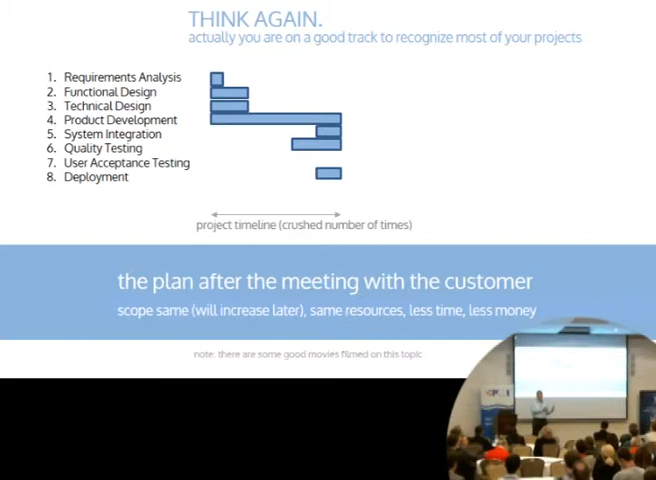 THINK AGAIN.
actually you are on a good track to recognize most of your projects
1. Requirements Analysis
2. Functional Design
3. Technical Design
4. Product Development
5. System Integration
6. Quality Testing
7. User Acceptance Testing
8. Deployment
project timeline (crushed number of times)
the plan after the meeting with the customer
scope same (will increase later), same resources, less time, less money
note: there are some good movies filmed on this topic